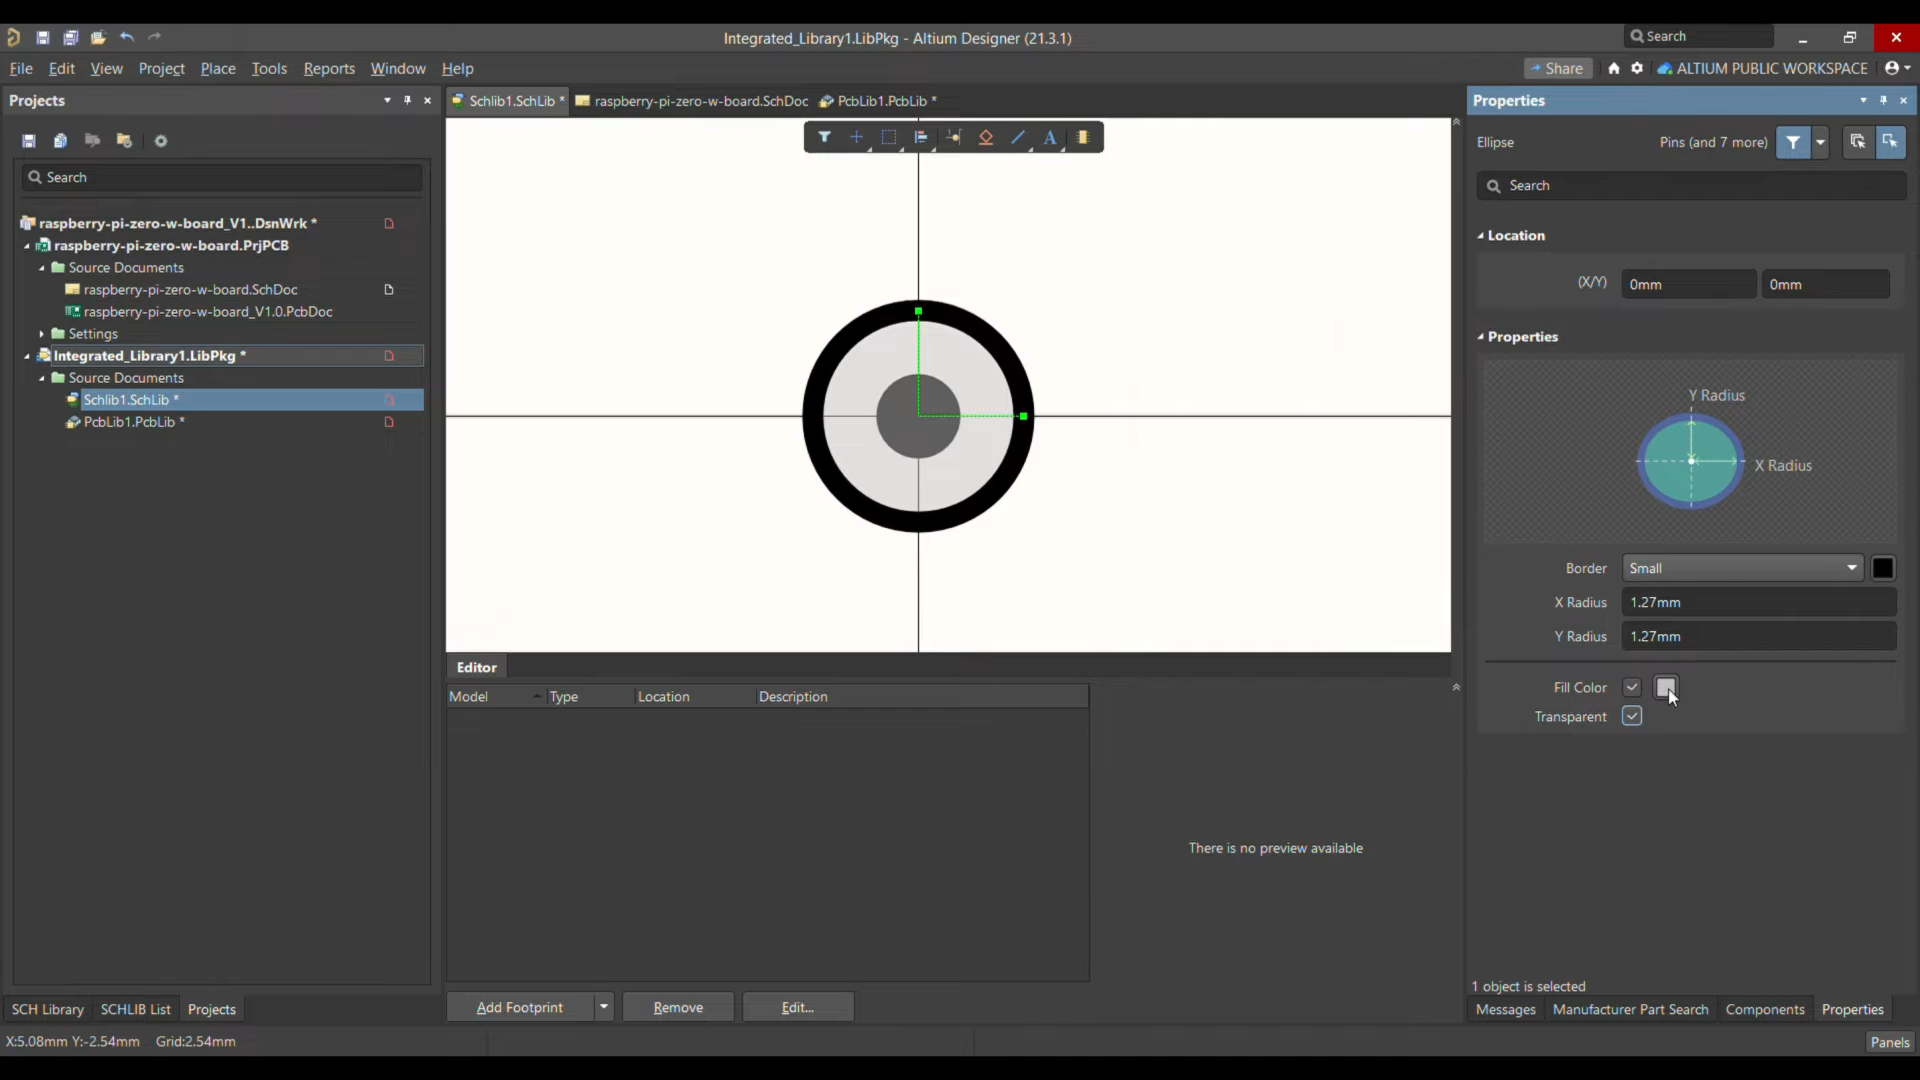 Integrated_Library1.LibPkg - Altium Designer (21.3.1)
Search
File Edit View Project Place Tools Reports Window Help
Share
ALTIUM PUBLIC WORKSPACE
Projects
Search
raspberry-pi-zero-w-board_V1..DsnWrk *
raspberry-pi-zero-w-board.PrjPCB
Source Documents
raspberry-pi-zero-w-board.SchDoc
raspberry-pi-zero-w-board_V1.0.PcbDoc
Settings
Integrated_Library1.LibPkg *
Source Documents
Schlib1.SchLib *
PcbLib1.PcbLib *
SCH Library SCHLIB List Projects
Schlib1.SchLib * raspberry-pi-zero-w-board.SchDoc PcbLib1.PcbLib *
A
Editor
Model Type Location Description
There is no preview available
Add Footprint Remove Edit...
Properties
Ellipse Pins (and 7 more)
Search
Location
(X/Y) 0mm 0mm
Properties
Y Radius
X Radius
Border Small
X Radius 1.27mm
Y Radius 1.27mm
Fill Color
Transparent
1 object is selected
Messages Manufacturer Part Search Components Properties
X:5.08mm Y:-2.54mm Grid:2.54mm
Panels